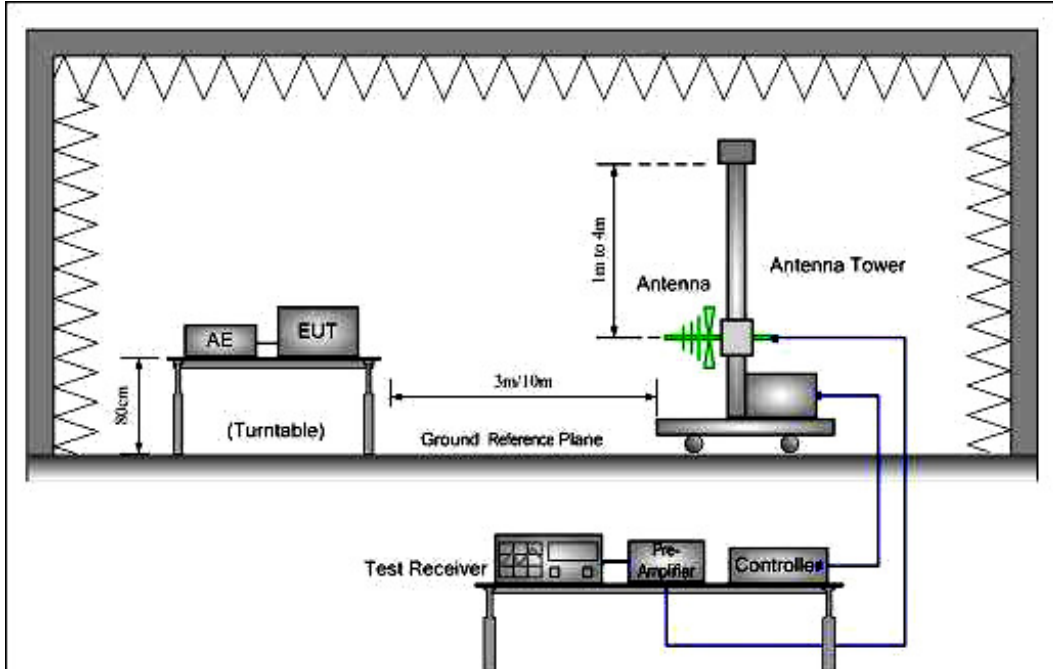 1m to 4m
Antenna
Antenna Tower
AE
EUT
80cm
3m/10m
(Turntable)
Ground Reference Plane
Test Receiver
Pre-
Amplifier
Controller